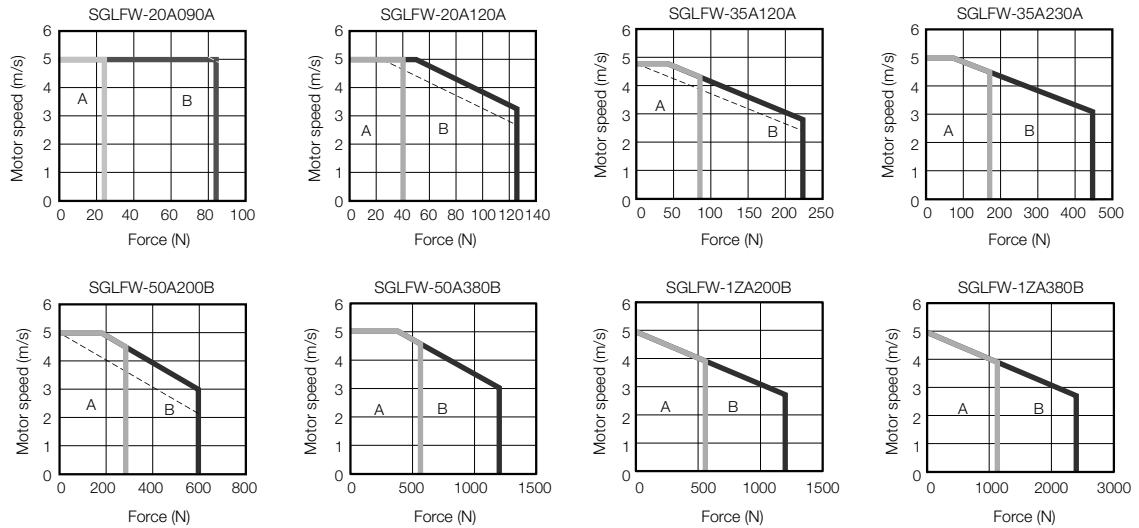 SGLFW-20A090A
Motor speed (m/s)
6
5
4
3
2
1
0
A
B
0 20 40 60 80 100
Force (N)
SGLFW-20A120A
Motor speed (m/s)
6
5
4
3
2
1
0
A
B
0 20 40 60 80 100 120 140
Force (N)
SGLFW-35A120A
Motor speed (m/s)
6
5
4
3
2
1
0
A
B
0 50 100 150 200 250
Force (N)
SGLFW-35A230A
Motor speed (m/s)
6
5
4
3
2
1
0
A
B
0 100 200 300 400 500
Force (N)
SGLFW-50A200B
Motor speed (m/s)
6
5
4
3
2
1
0
A
B
0 200 400 600 800
Force (N)
SGLFW-50A380B
Motor speed (m/s)
6
5
4
3
2
1
0
A
B
0 500 1000 1500
Force (N)
SGLFW-1ZA200B
Motor speed (m/s)
6
5
4
3
2
1
0
A
B
0 500 1000 1500
Force (N)
SGLFW-1ZA380B
Motor speed (m/s)
6
5
4
3
2
1
0
A
B
0 1000 2000 3000
Force (N)